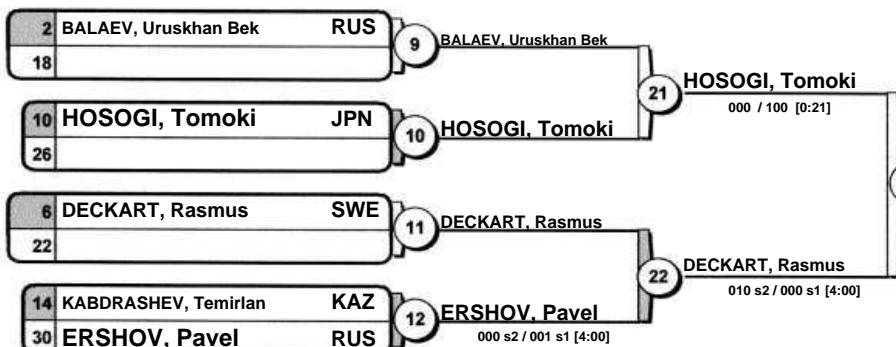 2 BALAEV, Uruskhan Bek RUS
18
9
BALAEV, Uruskhan Bek
21
HOSOGI, Tomoki
000 / 100 [0:21]
10 HOSOGI, Tomoki JPN
26
10
HOSOGI, Tomoki
6 DECKART, Rasmus SWE
22
11
DECKART, Rasmus
22
DECKART, Rasmus
010 s2 / 000 s1 [4:00]
14 KABDRASHEV, Temirlan KAZ
30 ERSHOV, Pavel RUS
12
ERSHOV, Pavel
000 s2 / 001 s1 [4:00]